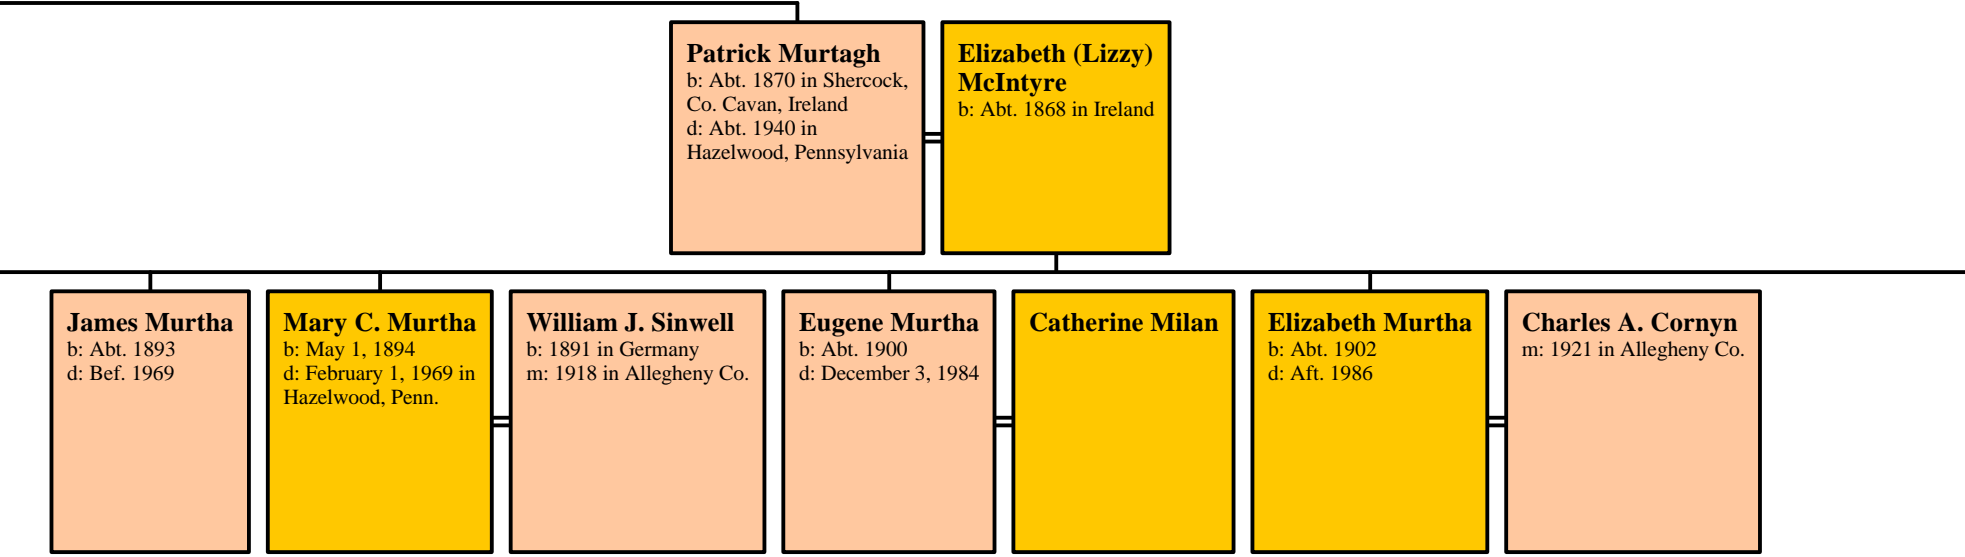 Patrick Murtagh
b: Abt. 1870 in Shercock,
Co. Cavan, Ireland
d: Abt. 1940 in
Hazelwood, Pennsylvania
Elizabeth (Lizzy)
McIntyre
b: Abt. 1868 in Ireland
James Murtha
b: Abt. 1893
d: Bef. 1969
Mary C. Murtha
b: May 1, 1894
d: February 1, 1969 in
Hazelwood, Penn.
William J. Sinwell
b: 1891 in Germany
m: 1918 in Allegheny Co.
Eugene Murtha
b: Abt. 1900
d: December 3, 1984
Catherine Milan
Elizabeth Murtha
b: Abt. 1902
d: Aft. 1986
Charles A. Cornyn
m: 1921 in Allegheny Co.